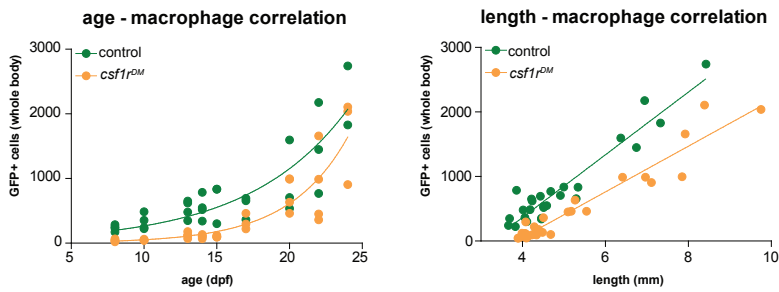 age - macrophage correlation
3000
2000
1000
0
GFP+ cells (whole body)
control
csf1rDM
5
10
15
20
25
age (dpf)
length - macrophage correlation
3000
2000
1000
0
GFP+ cells (whole body)
control
csf1rDM
4
6
8
10
length (mm)